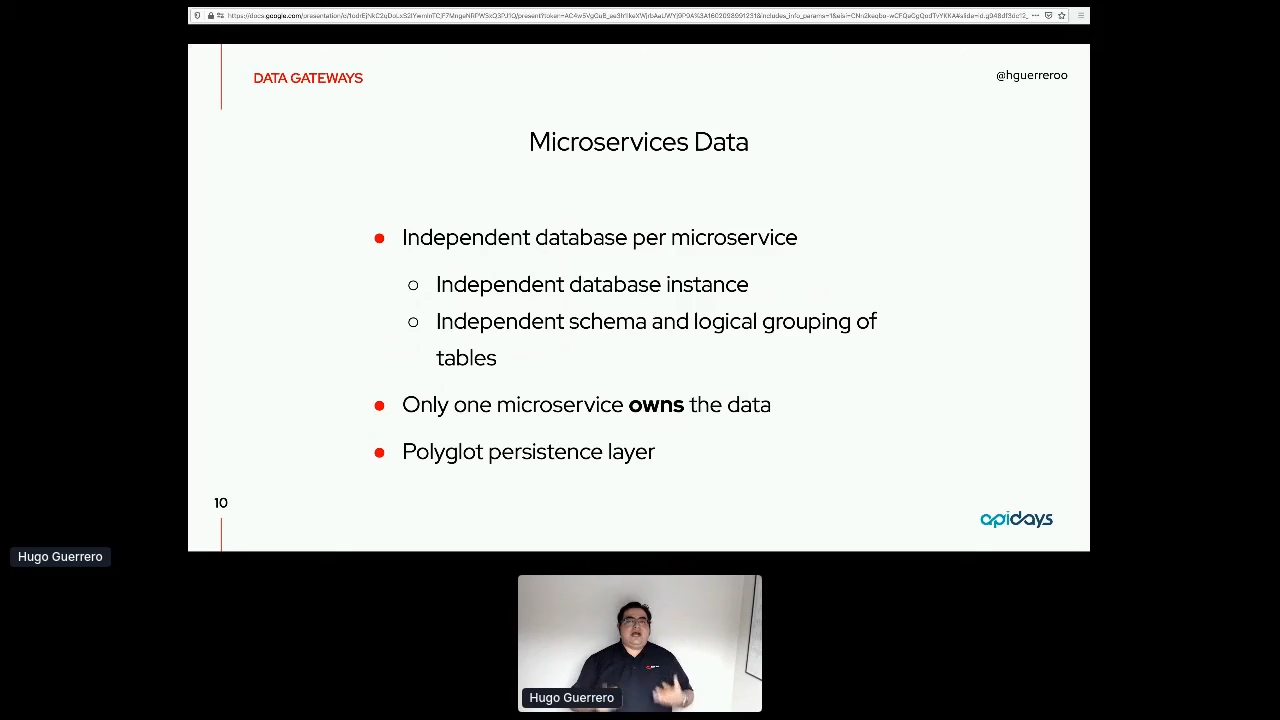 DATA GATEWAYS
@hguerreroo
Microservices Data
● Independent database per microservice
○ Independent database instance
○ Independent schema and logical grouping of
tables
● Only one microservice owns the data
● Polyglot persistence layer
10
apidays
Hugo Guerrero
Hugo Guerrero